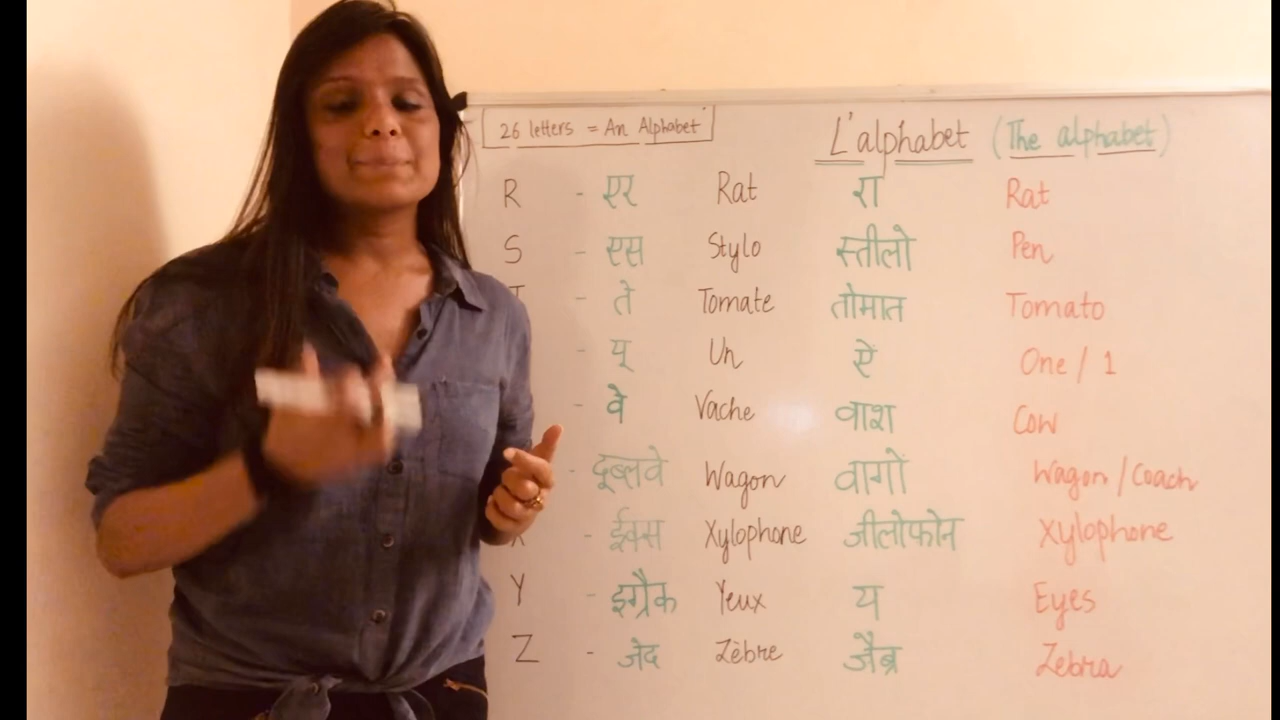 26 letters = An Alphabet
L'alphabet (The alphabet)
R - एर Rat रा Rat
S - एस Stylo स्तीलो Pen
T - ते Tomate तोमात Tomato
- यू Un ऐं One / 1
- वे Vache वाश Cow
- दूब्लवे Wagon वागों Wagon / Coach
X - ईक्स Xylophone जीलोफोन Xylophone
Y - इग्रैक Yeux य Eyes
Z - जेद Zèbre जैब्र Zebra